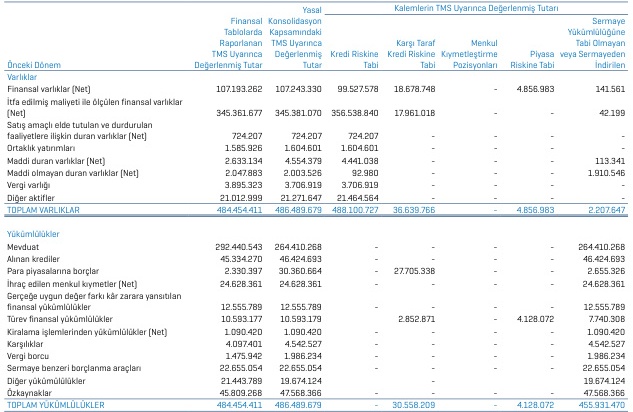 Kalemlerin TMS Uyarınca Değerlenmiş Tutarı
Önceki Dönem Finansal Tablolarda Raporlanan TMS Uyarınca Değerlenmiş Tutar Yasal Konsolidasyon Kapsamındaki TMS Uyarınca Değerlenmiş Tutar Kredi Riskine Tabi Karşı Taraf Kredi Riskine Tabi Menkul Kıymetleştirme Pozisyonları Piyasa Riskine Tabi Sermaye Yükümlülüğüne Tabi Olmayan veya Sermayeden İndirilen
Varlıklar
Finansal varlıklar (Net) 107.193.262 107.243.330 99.527.578 18.678.748 - 4.856.983 141.561
İtfa edilmiş maliyeti ile ölçülen finansal varlıklar
(Net) 345.361.677 345.381.070 356.538.840 17.961.018 - - 42.199
Satış amaçlı elde tutulan ve durdurulan
faaliyetlere ilişkin duran varlıklar (Net) 724.207 724.207 724.207 - - - -
Ortaklık yatırımları 1.585.926 1.604.601 1.604.601 - - - -
Maddi duran varlıklar (Net) 2.633.134 4.554.379 4.441.038 - - - 113.341
Maddi olmayan duran varlıklar (Net) 2.047.883 2.003.526 92.980 - - - 1.910.546
Vergi varlığı 3.895.323 3.706.919 3.706.919 - - - -
Diğer aktifler 21.012.999 21.271.647 21.464.564 - - - -
TOPLAM VARLIKLAR 484.454.411 486.489.679 488.100.727 36.639.766 - 4.856.983 2.207.647
Yükümlülükler
Mevduat 292.440.543 264.410.268 - - - - 264.410.268
Alınan krediler 45.334.270 46.424.693 - - - - 46.424.693
Para piyasalarına borçlar 2.330.397 30.360.664 - 27.705.338 - - 2.655.326
İhraç edilen menkul kıymetler (Net) 24.628.361 24.628.361 - - - - 24.628.361
Gerçeğe uygun değer farkı kâr zarara yansıtılan
finansal yükümlülükler 12.555.789 12.555.789 - - - - 12.555.789
Türev finansal yükümlülükler 10.593.177 10.593.179 - 2.852.871 - 4.128.072 7.740.308
Kiralama işlemlerinden yükümlülükler (Net) 1.090.420 1.090.420 - - - - 1.090.420
Karşılıklar 4.097.401 4.542.527 - - - - 4.542.527
Vergi borcu 1.475.942 1.986.234 - - - - 1.986.234
Sermaye benzeri borçlanma araçları 22.655.054 22.655.054 - - - - 22.655.054
Diğer yükümülülükler 21.443.789 19.674.124 - - - - 19.674.124
Özkaynaklar 45.809.268 47.568.366 - - - - 47.568.366
TOPLAM YÜKÜMLÜLÜKLER 484.454.411 486.489.679 - 30.558.209 - 4.128.072 455.931.470